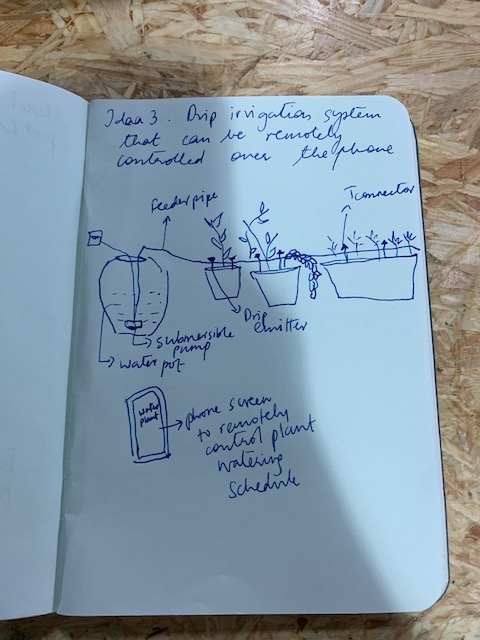 Idea 3. Drip irrigation system
that can be remotely
controlled over the phone
Feeder pipe
T connector
Drip
emitter
submersible
pump
water
pot
water
plant
phone screen
to remotely
control plant
watering
schedule